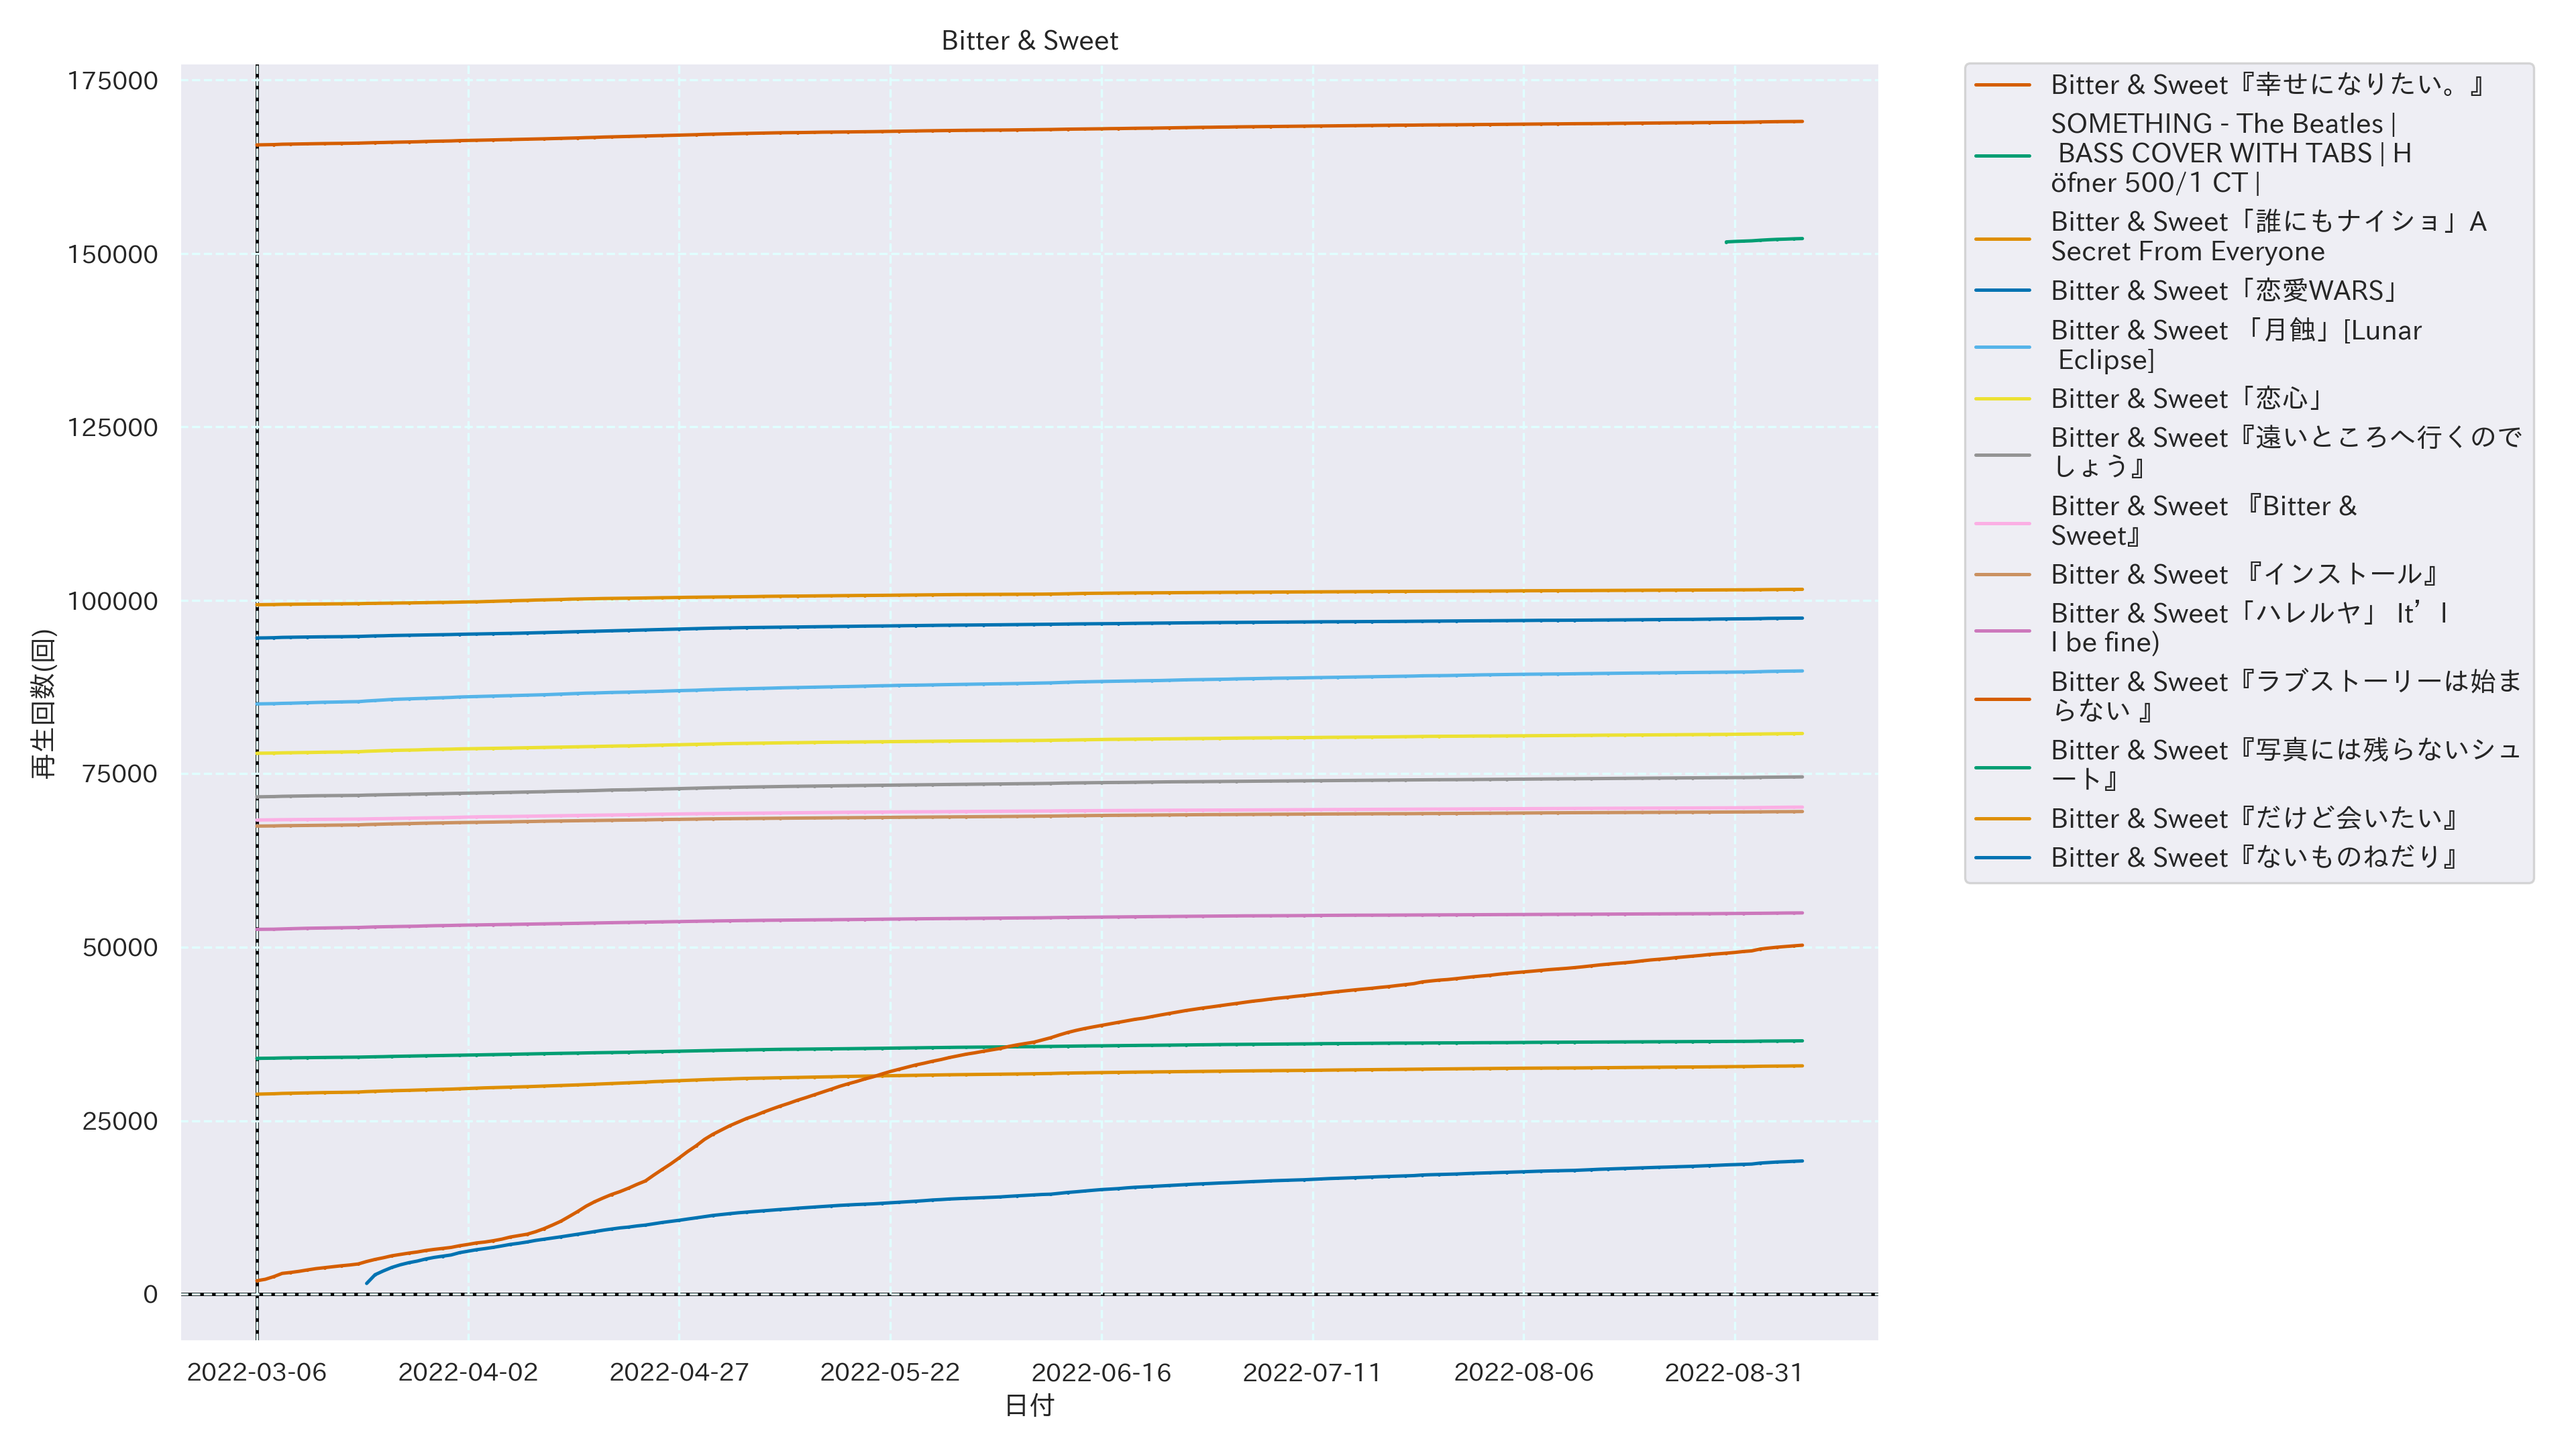 Bitter & Sweet
再生回数(回)
175000
150000
125000
100000
75000
50000
25000
0
2022-03-06
2022-04-02
2022-04-27
2022-05-22
2022-06-16
2022-07-11
2022-08-06
2022-08-31
日付
Bitter & Sweet『幸せになりたい。』
SOMETHING - The Beatles |
BASS COVER WITH TABS | H
öfner 500/1 CT |
Bitter & Sweet「誰にもナイショ」A
Secret From Everyone
Bitter & Sweet「恋愛WARS」
Bitter & Sweet 「月蝕」[Lunar
Eclipse]
Bitter & Sweet「恋心」
Bitter & Sweet『遠いところへ行くので
しょう』
Bitter & Sweet 『Bitter &
Sweet』
Bitter & Sweet 『インストール』
Bitter & Sweet「ハレルヤ」 It’l
l be fine)
Bitter & Sweet『ラブストーリーは始ま
らない 』
Bitter & Sweet『写真には残らないシュ
ート』
Bitter & Sweet『だけど会いたい』
Bitter & Sweet『ないものねだり』